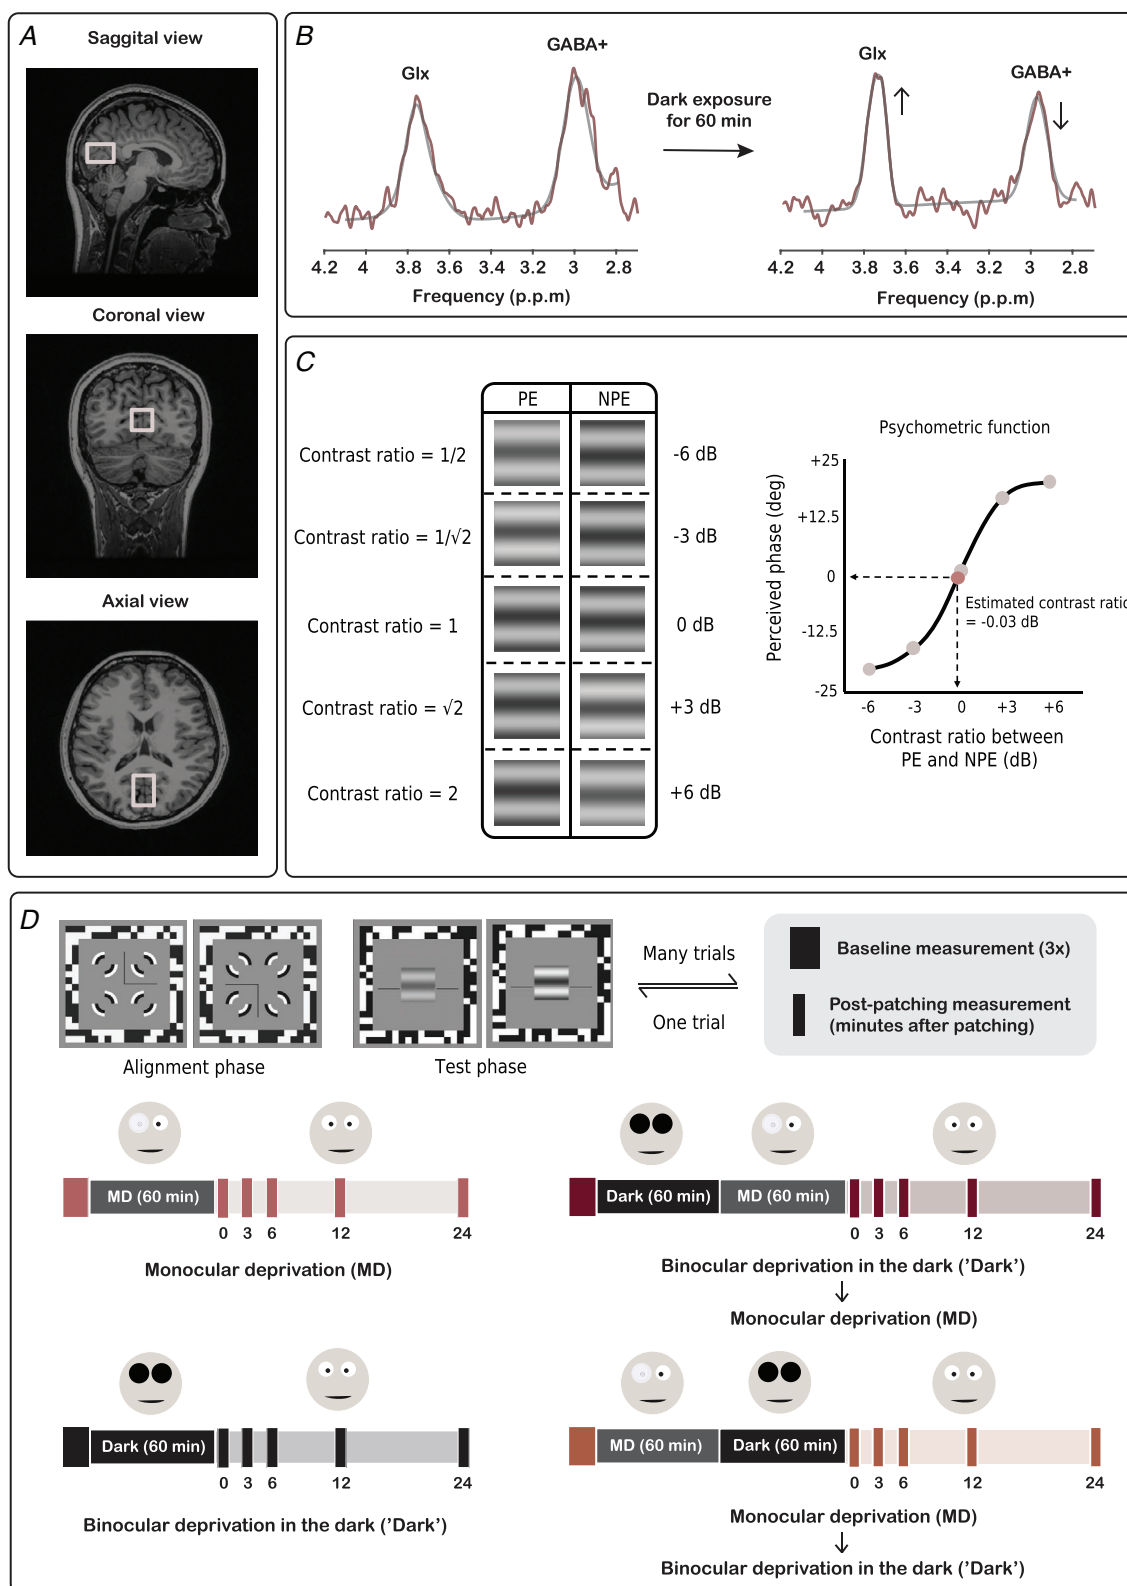 A
Saggital view
Coronal view
Axial view
B
Glx
GABA+
Dark exposure
for 60 min
Glx
GABA+
4.2 4 3.8 3.6 3.4 3.2 3 2.8
Frequency (p.p.m)
4.2 4 3.8 3.6 3.4 3.2 3 2.8
Frequency (p.p.m)
C
PE NPE
Contrast ratio = 1/2 -6 dB
Contrast ratio = 1/√2 -3 dB
Contrast ratio = 1 0 dB
Contrast ratio = √2 +3 dB
Contrast ratio = 2 +6 dB
Psychometric function
Perceived phase (deg)
+25
+12.5
0
-12.5
-25
Estimated contrast ratio
= -0.03 dB
-6 -3 0 +3 +6
Contrast ratio between
PE and NPE (dB)
D
Alignment phase
Test phase
Many trials
One trial
Baseline measurement (3x)
Post-patching measurement
(minutes after patching)
MD (60 min)
0 3 6 12 24
Monocular deprivation (MD)
Dark (60 min) MD (60 min)
0 3 6 12 24
Binocular deprivation in the dark ('Dark')
Monocular deprivation (MD)
Dark (60 min)
0 3 6 12 24
Binocular deprivation in the dark ('Dark')
MD (60 min) Dark (60 min)
0 3 6 12 24
Monocular deprivation (MD)
Binocular deprivation in the dark ('Dark')